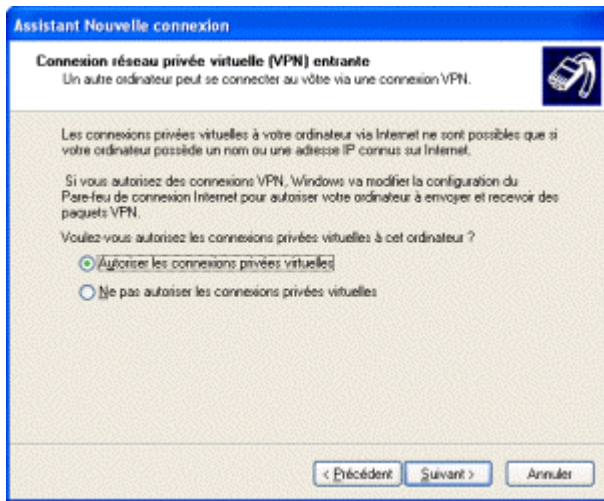 Assistant Nouvelle connexion
Connexion réseau privée virtuelle (VPN) entrante
Un autre ordinateur peut se connecter au vôtre via une connexion VPN.
Les connexions privées virtuelles à votre ordinateur via Internet ne sont possibles que si
votre ordinateur possède un nom ou une adresse IP connus sur Internet.
Si vous autorisez des connexions VPN, Windows va modifier la configuration du
Pare-feu de connexion Internet pour autoriser votre ordinateur à envoyer et recevoir des
paquets VPN.
Voulez-vous autorisez les connexions privées virtuelles à cet ordinateur ?
Autoriser les connexions privées virtuelles
Ne pas autoriser les connexions privées virtuelles
< Précédent Suivant > Annuler